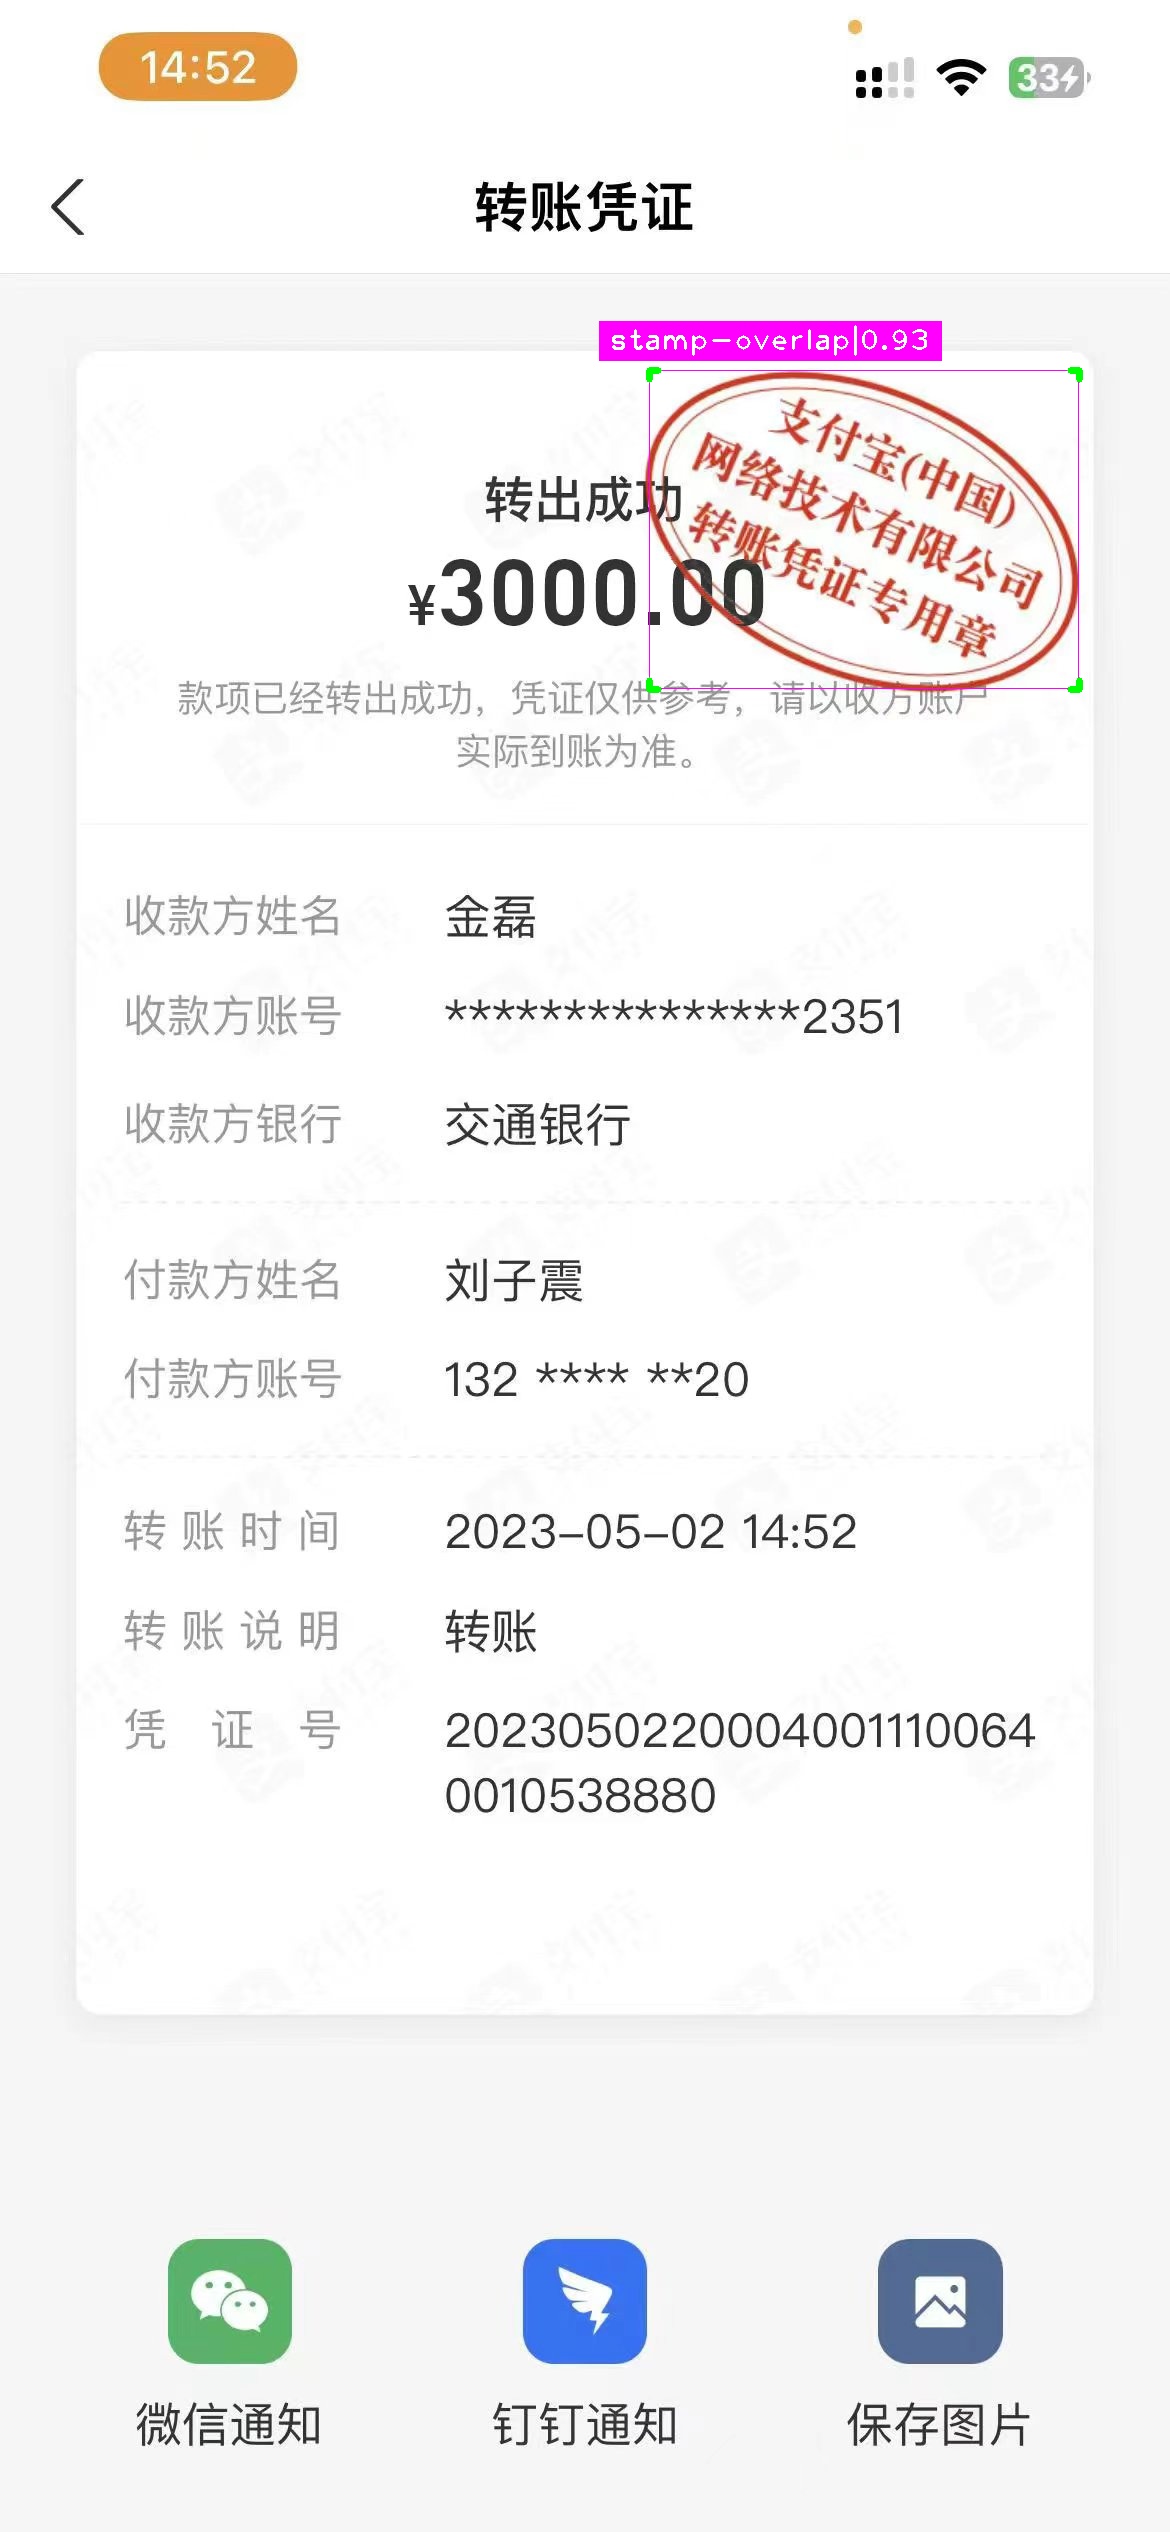 14:52
33
转账凭证
stamp-overlap|0.93
支付宝(中国)
网络技术有限公司
转账凭证专用章
转出成功
¥3000.00
款项已经转出成功，凭证仅供参考，请以收方账户
实际到账为准。
收款方姓名 金磊
收款方账号 ***************2351
收款方银行 交通银行
付款方姓名 刘子震
付款方账号 132 **** **20
转账时间 2023-05-02 14:52
转账说明 转账
凭证号 2023050220004001110064
0010538880
微信通知 钉钉通知 保存图片